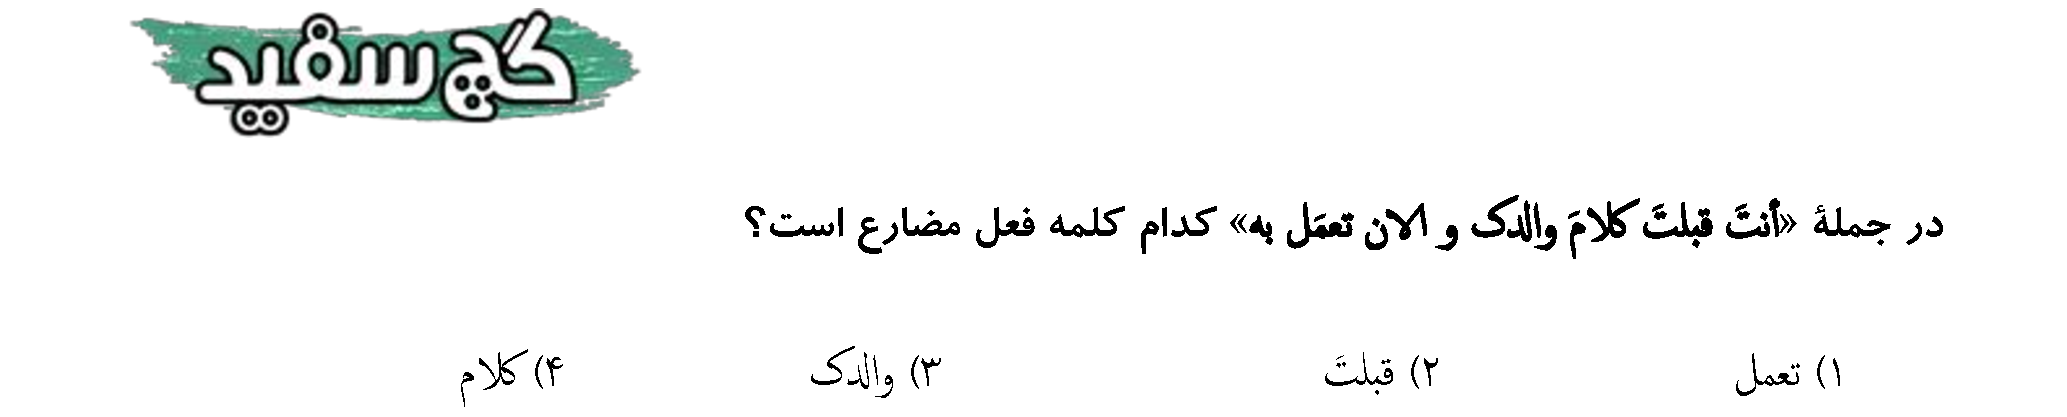 گچ سفید
در جملهٔ «أنتَ قبلتَ کلامَ والدک و الان تعمَل به» کدام کلمه فعل مضارع است؟
۱) تعمل ۲) قبلتَ ۳) والدک ۴) کلام